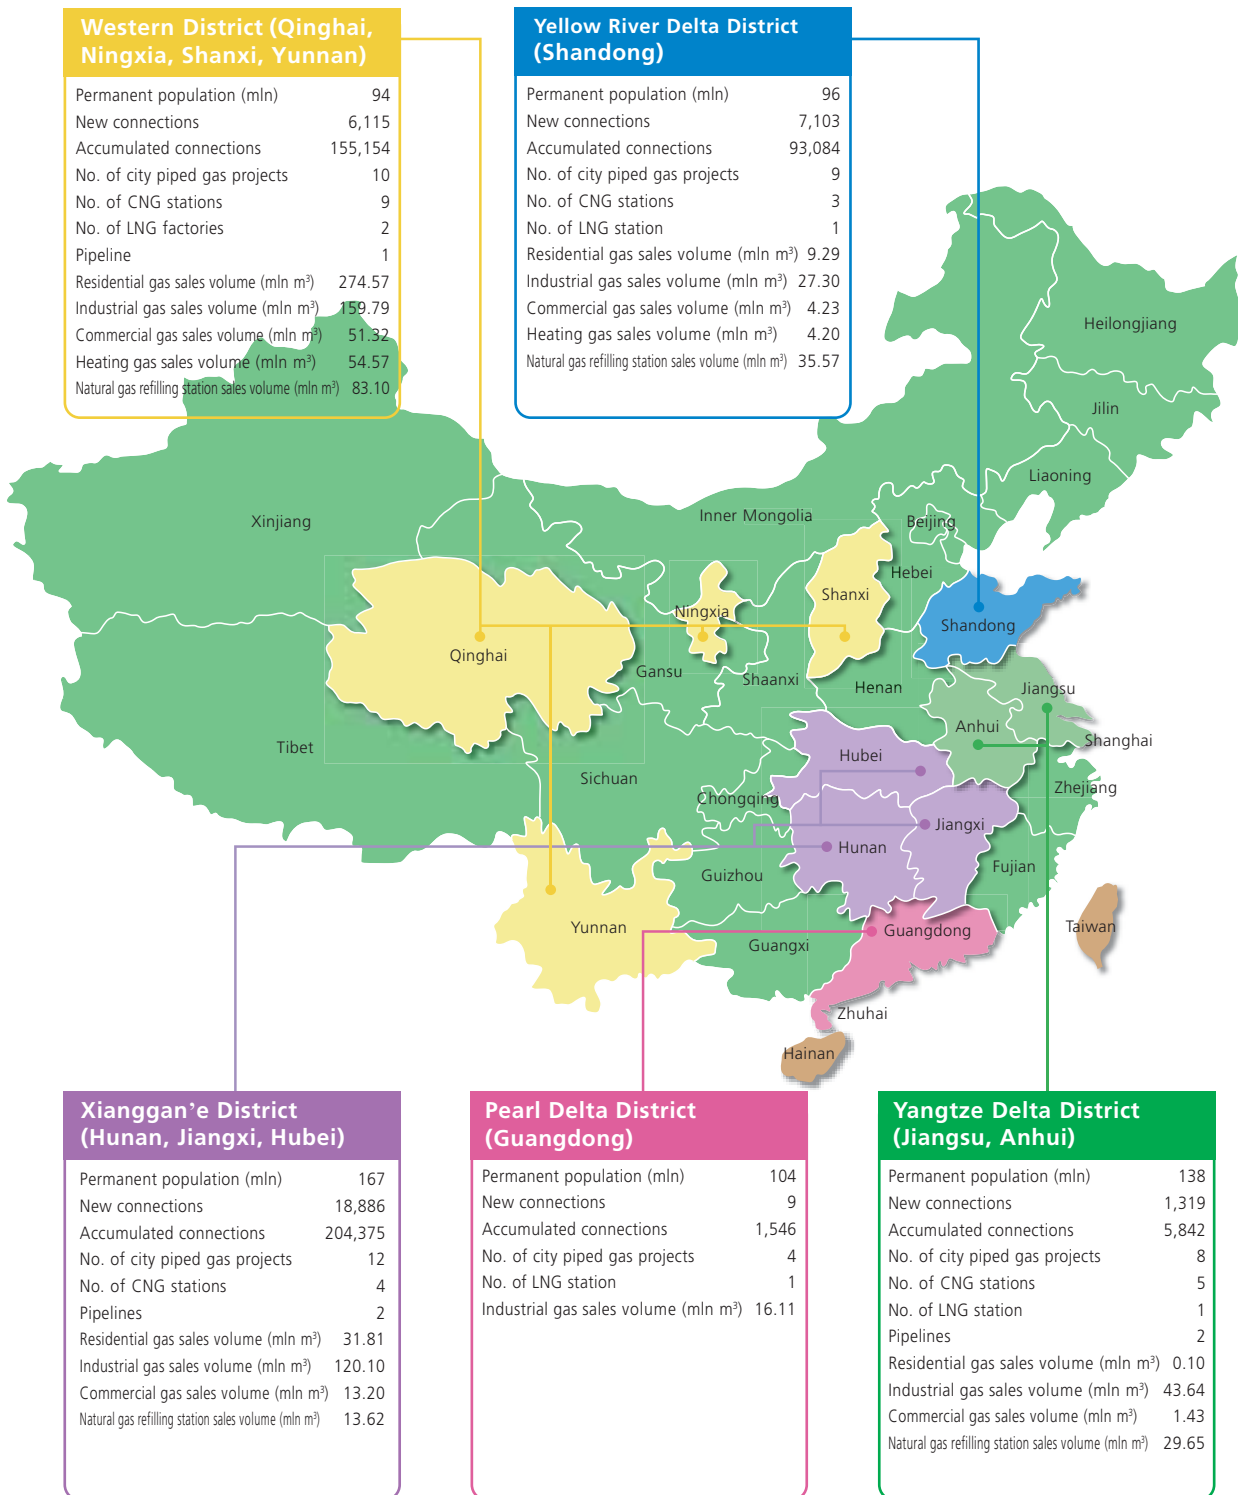 Western District (Qinghai,
Ningxia, Shanxi, Yunnan)
Permanent population (mln) 94
New connections 6,115
Accumulated connections 155,154
No. of city piped gas projects 10
No. of CNG stations 9
No. of LNG factories 2
Pipeline 1
Residential gas sales volume (mln m³) 274.57
Industrial gas sales volume (mln m³) 159.79
Commercial gas sales volume (mln m³) 51.32
Heating gas sales volume (mln m³) 54.57
Natural gas refilling station sales volume (mln m³) 83.10
Yellow River Delta District
(Shandong)
Permanent population (mln) 96
New connections 7,103
Accumulated connections 93,084
No. of city piped gas projects 9
No. of CNG stations 3
No. of LNG station 1
Residential gas sales volume (mln m³) 9.29
Industrial gas sales volume (mln m³) 27.30
Commercial gas sales volume (mln m³) 4.23
Heating gas sales volume (mln m³) 4.20
Natural gas refilling station sales volume (mln m³) 35.57
Heilongjiang
Jilin
Liaoning
Xinjiang
Inner Mongolia
Beijing
Hebei
Shanxi
Ningxia
Shandong
Qinghai
Gansu
Shaanxi
Henan
Jiangsu
Anhui
Shanghai
Tibet
Hubei
Sichuan
Zhejiang
Chongqing
Jiangxi
Hunan
Fujian
Guizhou
Yunnan
Taiwan
Guangdong
Guangxi
Zhuhai
Hainan
Xianggan’e District
(Hunan, Jiangxi, Hubei)
Permanent population (mln) 167
New connections 18,886
Accumulated connections 204,375
No. of city piped gas projects 12
No. of CNG stations 4
Pipelines 2
Residential gas sales volume (mln m³) 31.81
Industrial gas sales volume (mln m³) 120.10
Commercial gas sales volume (mln m³) 13.20
Natural gas refilling station sales volume (mln m³) 13.62
Pearl Delta District
(Guangdong)
Permanent population (mln) 104
New connections 9
Accumulated connections 1,546
No. of city piped gas projects 4
No. of LNG station 1
Industrial gas sales volume (mln m³) 16.11
Yangtze Delta District
(Jiangsu, Anhui)
Permanent population (mln) 138
New connections 1,319
Accumulated connections 5,842
No. of city piped gas projects 8
No. of CNG stations 5
No. of LNG station 1
Pipelines 2
Residential gas sales volume (mln m³) 0.10
Industrial gas sales volume (mln m³) 43.64
Commercial gas sales volume (mln m³) 1.43
Natural gas refilling station sales volume (mln m³) 29.65